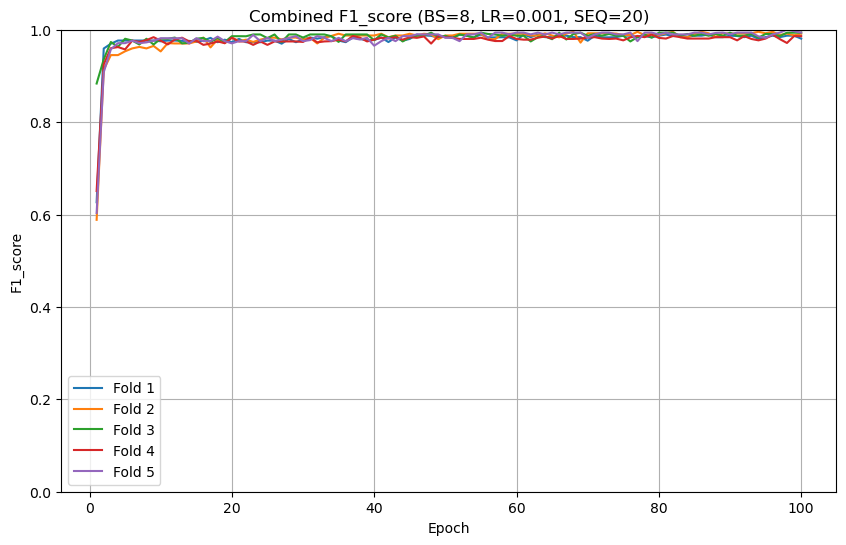 Combined F1_score (BS=8, LR=0.001, SEQ=20)
1.0
0.8
0.6
0.4
0.2
0.0
F1_score
Fold 1
Fold 2
Fold 3
Fold 4
Fold 5
0 20 40 60 80 100
Epoch